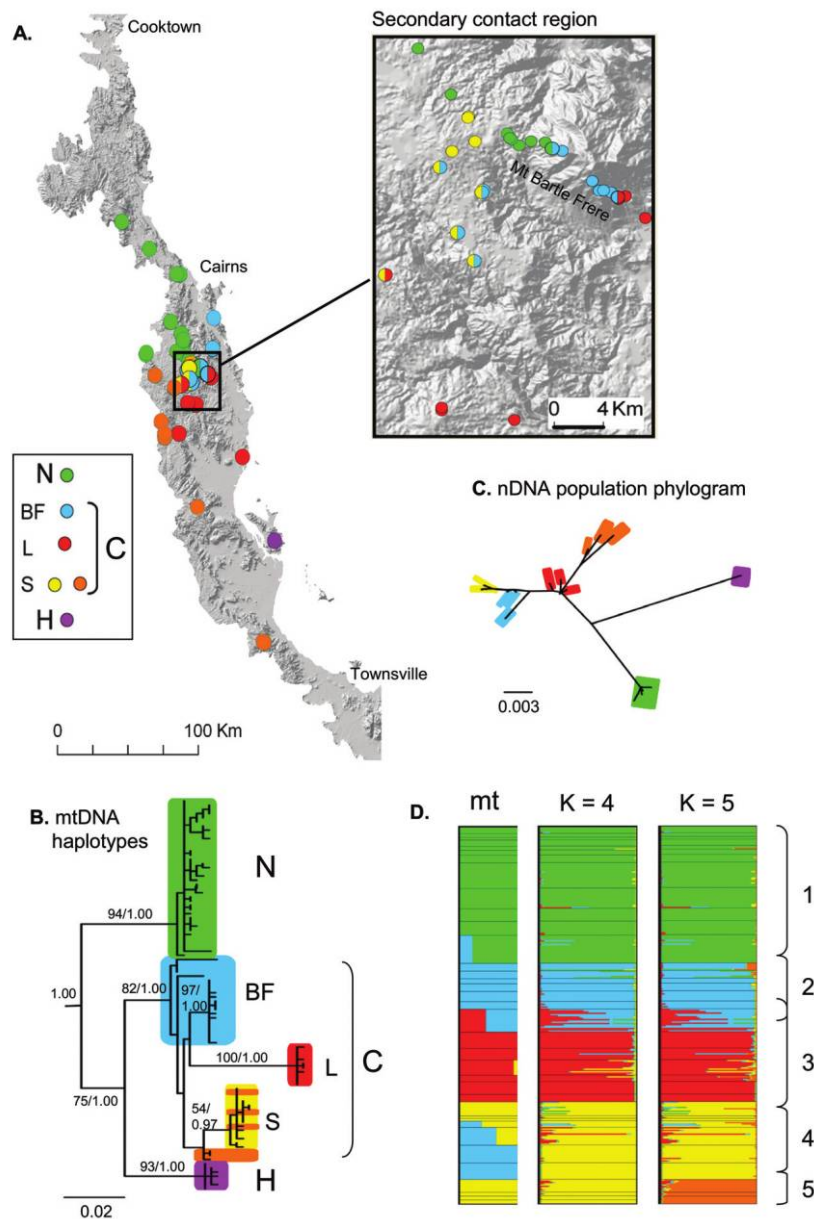 A.
Cooktown
Cairns
Townsville
0 100 Km
N
BF
L
S
H
C
Secondary contact region
Mt Bartle Frere
0 4 Km
C. nDNA population phylogram
0.003
B. mtDNA
haplotypes
N
94/1.00
1.00
82/1.00
97/
1.00
BF
100/1.00
L
C
75/1.00
54/
0.97
S
93/1.00
H
0.02
D.
mt K = 4 K = 5
1
2
3
4
5